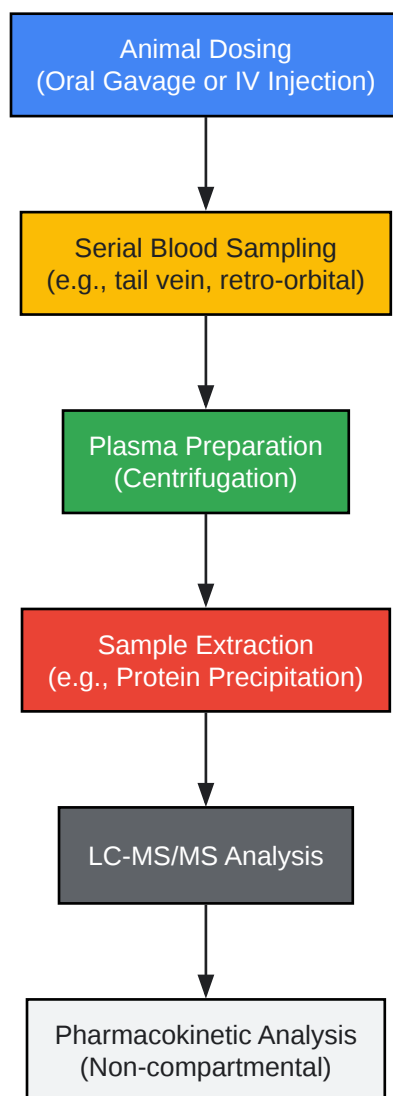 Animal Dosing
(Oral Gavage or IV Injection)
Serial Blood Sampling
(e.g., tail vein, retro-orbital)
Plasma Preparation
(Centrifugation)
Sample Extraction
(e.g., Protein Precipitation)
LC-MS/MS Analysis
Pharmacokinetic Analysis
(Non-compartmental)